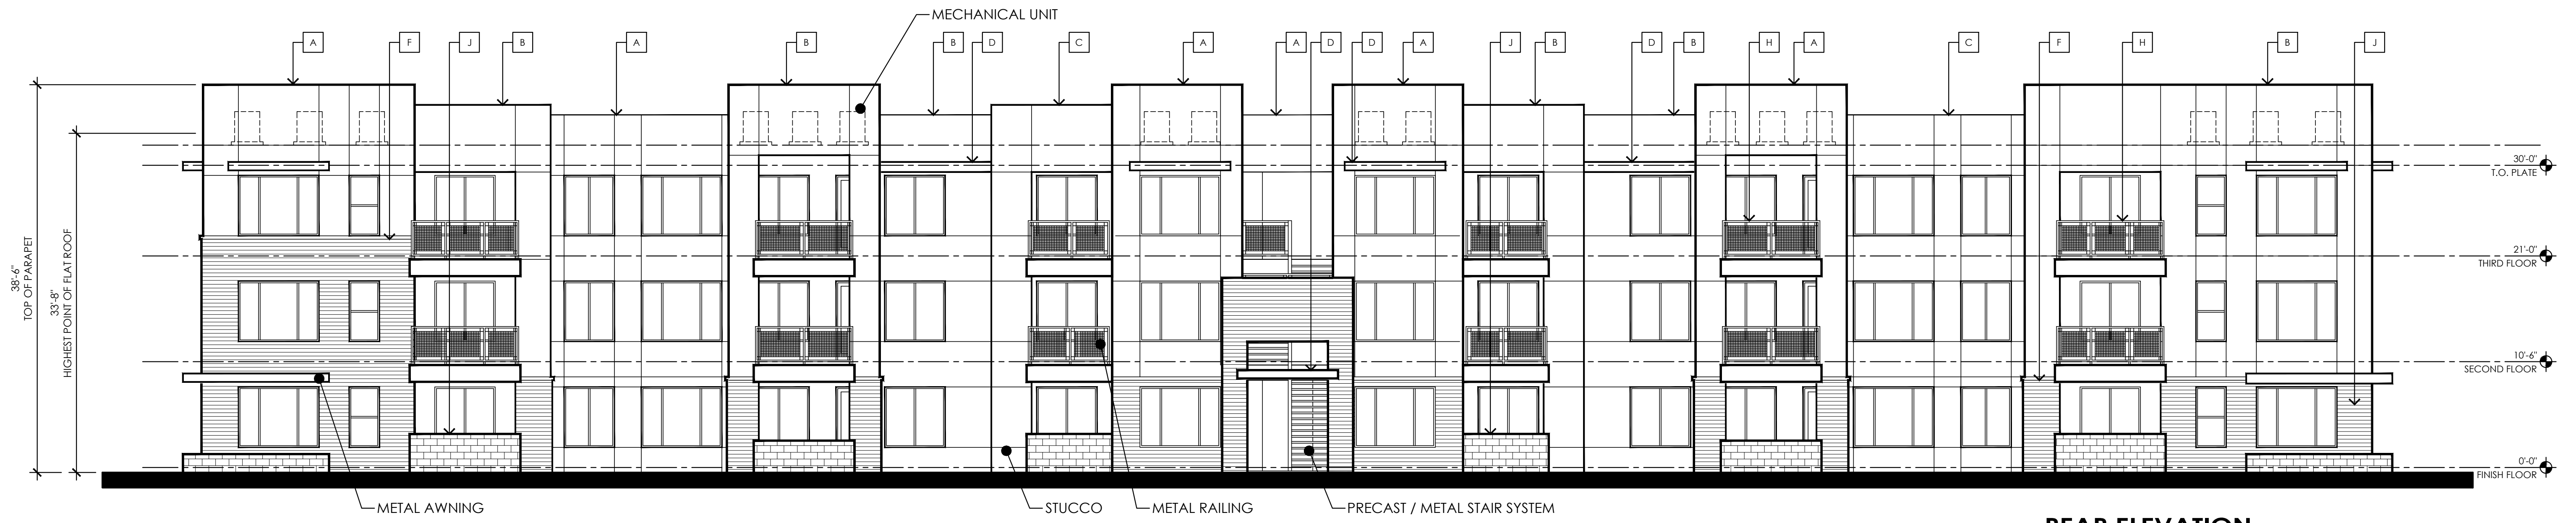 MECHANICAL UNIT
A F J B A B B D C A A D D A J B D B H A C F H B J
38'-6"
TOP OF PARAPET
33'-8"
HIGHEST POINT OF FLAT ROOF
30'-0"
T.O. PLATE
21'-0"
THIRD FLOOR
10'-6"
SECOND FLOOR
0'-0"
FINISH FLOOR
METAL AWNING
STUCCO
METAL RAILING
PRECAST / METAL STAIR SYSTEM
REAR ELEVATION